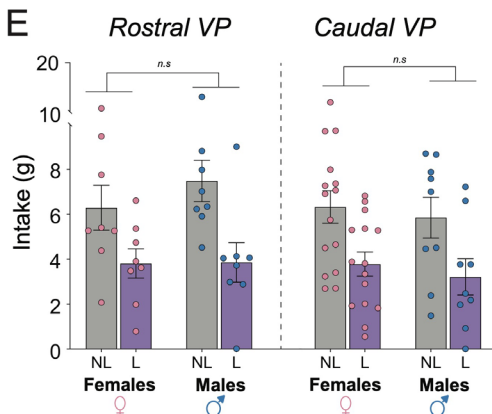 E
Rostral VP Caudal VP
n.s n.s
20
10
8
6
4
2
0
Intake (g)
NL L NL L NL L NL L
Females Males Females Males
♀ ♂ ♀ ♂